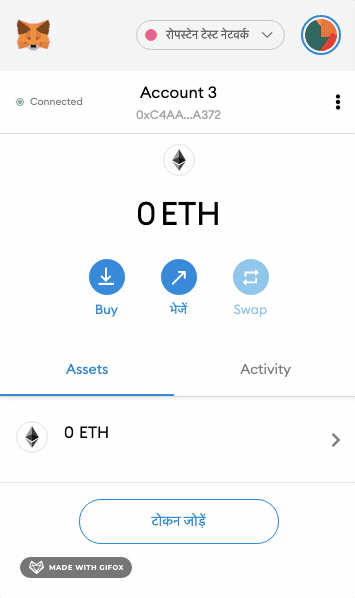 रोपस्टेन टेस्ट नेटवर्क
Connected
Account 3
0xC4AA...A372
0 ETH
Buy
भेजें
Swap
Assets
Activity
0 ETH
टोकन जोड़ें
MADE WITH GIFOX